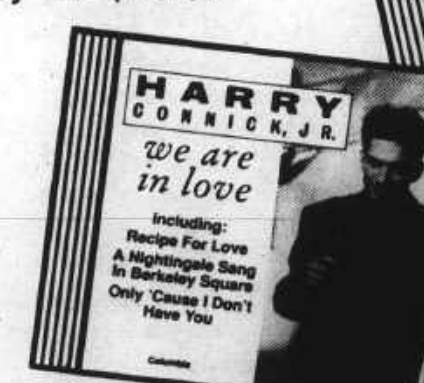 HARRY
CONNICK, JR.
we are
in love
Including:
Recipe For Love
A Nightingale Sang
In Berkeley Square
Only 'Cause I Don't
Have You
Columbia